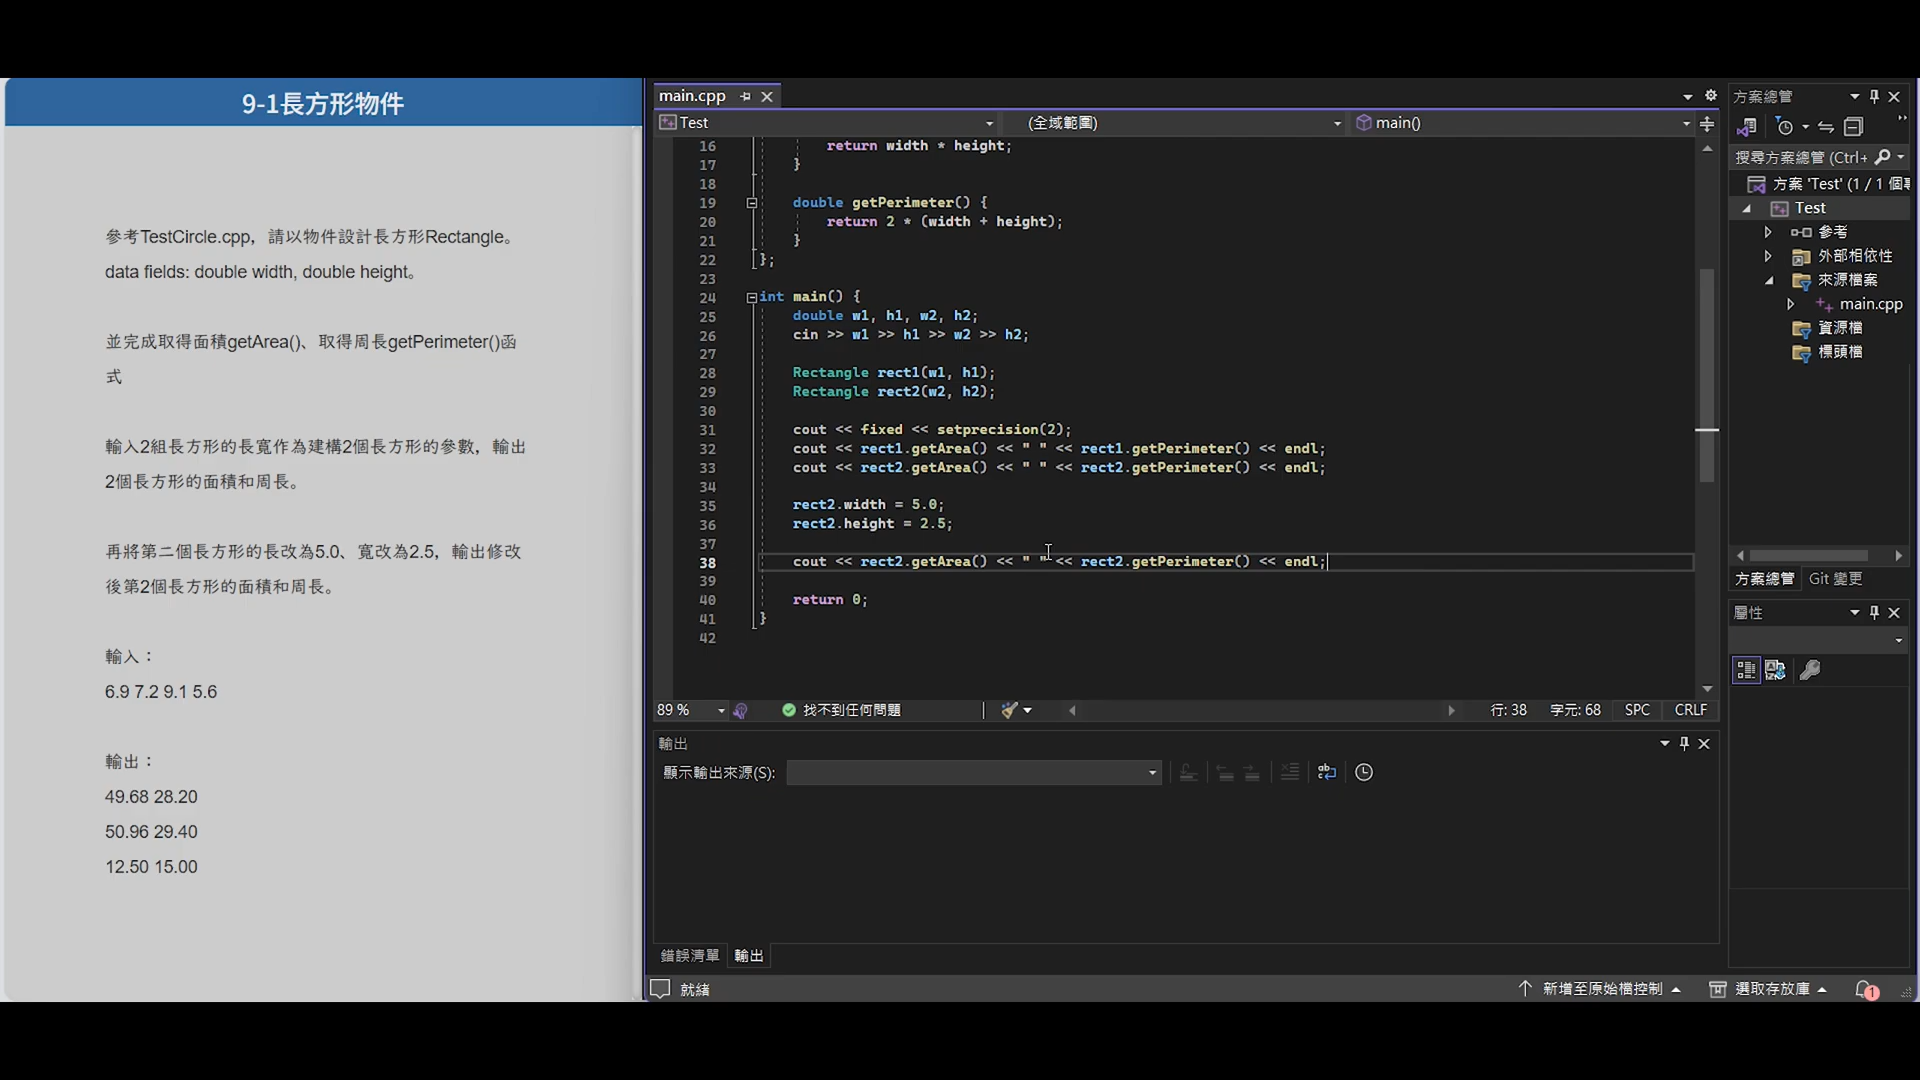 9-1長方形物件
參考TestCircle.cpp，請以物件設計長方形Rectangle。
data fields: double width, double height。
並完成取得面積getArea()、取得周長getPerimeter()函
式
輸入2組長方形的長寬作為建構2個長方形的參數，輸出
2個長方形的面積和周長。
再將第二個長方形的長改為5.0、寬改為2.5，輸出修改
後第2個長方形的面積和周長。
輸入：
6.9 7.2 9.1 5.6
輸出：
49.68 28.20
50.96 29.40
12.50 15.00
main.cpp
Test
(全域範圍)
main()
16 return width * height;
17 }
18
19 double getPerimeter() {
20 return 2 * (width + height);
21 }
22 };
23
24 int main() {
25 double w1, h1, w2, h2;
26 cin >> w1 >> h1 >> w2 >> h2;
27
28 Rectangle rect1(w1, h1);
29 Rectangle rect2(w2, h2);
30
31 cout << fixed << setprecision(2);
32 cout << rect1.getArea() << " " << rect1.getPerimeter() << endl;
33 cout << rect2.getArea() << " " << rect2.getPerimeter() << endl;
34
35 rect2.width = 5.0;
36 rect2.height = 2.5;
37
38 cout << rect2.getArea() << " " << rect2.getPerimeter() << endl;
39
40 return 0;
41 }
42
89 %
找不到任何問題
行: 38
字元: 68
SPC
CRLF
輸出
顯示輸出來源(S):
錯誤清單
輸出
就緒
新增至原始檔控制
選取存放庫
1
方案總管
搜尋方案總管 (Ctrl+
方案 'Test' (1 / 1 個
Test
參考
外部相依性
來源檔案
main.cpp
資源檔
標頭檔
方案總管
Git 變更
屬性